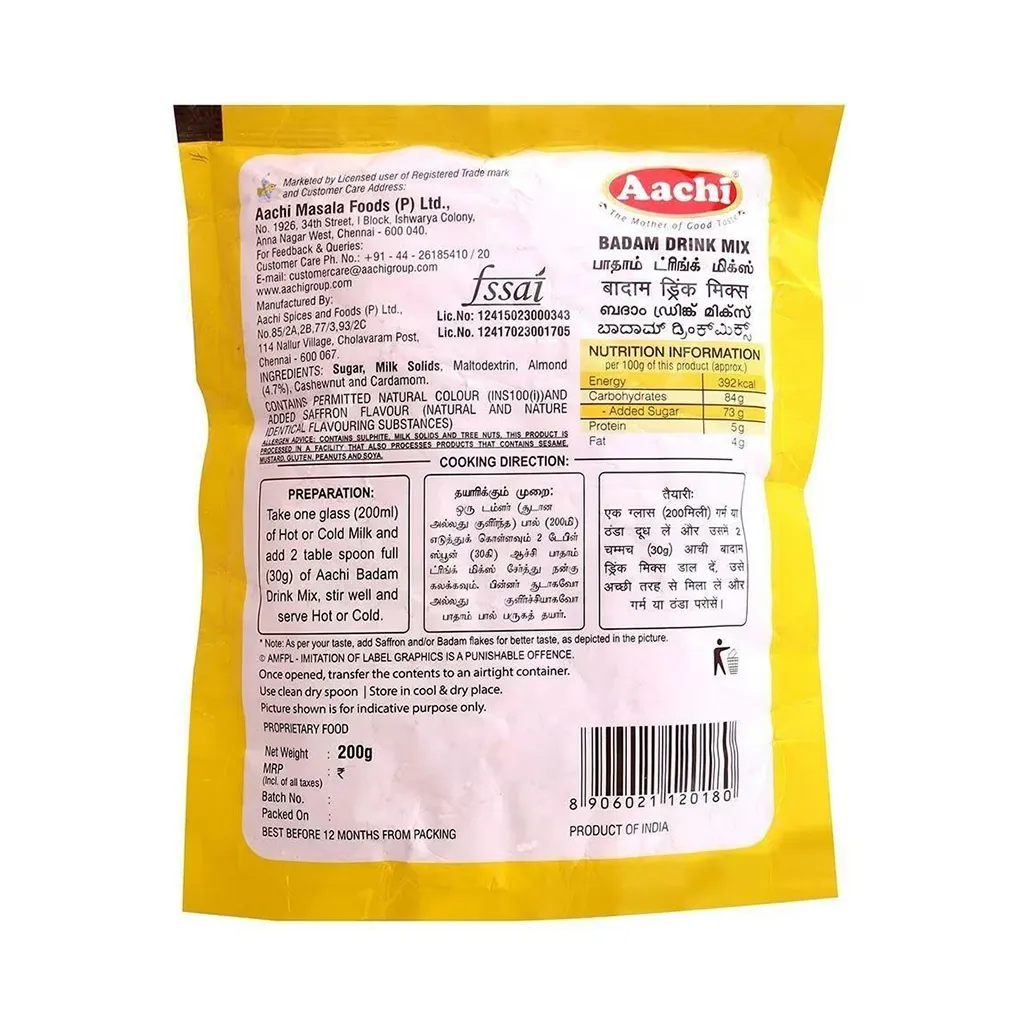 Marketed by Licensed user of Registered Trade mark
and Customer Care Address:
Aachi Masala Foods (P) Ltd.,
No. 1926, 34th Street, I Block, Ishwarya Colony,
Anna Nagar West, Chennai - 600 040.
For Feedback & Queries:
Customer Care Ph. No.: +91 - 44 - 26185410 / 20
E-mail: customercare@aachigroup.com
www.aachigroup.com
Manufactured By:
Aachi Spices and Foods (P) Ltd.,
No.85/2A,2B,77/3,93/2C
114 Nallur Village, Cholavaram Post,
Chennai - 600 067.
fssai
Lic.No: 12415023000343
Lic.No: 12417023001705
INGREDIENTS: Sugar, Milk Solids, Maltodextrin, Almond
(4.7%), Cashewnut and Cardamom.
CONTAINS PERMITTED NATURAL COLOUR (INS100(i))AND
ADDED SAFFRON FLAVOUR (NATURAL AND NATURE
IDENTICAL FLAVOURING SUBSTANCES)
ALLERGEN ADVICE: CONTAINS SULPHITE, MILK SOLIDS AND TREE NUTS. THIS PRODUCT IS
PROCESSED IN A FACILITY THAT ALSO PROCESSES PRODUCTS THAT CONTAINS SESAME,
MUSTARD, GLUTEN, PEANUTS AND SOYA.
Aachi®
The Mother of Good Taste
BADAM DRINK MIX
பாதாம் ட்ரிங்க் மிக்ஸ்
बादाम ड्रिंक मिक्स
ബദാം ഡ്രിങ്ക് മിക്സ്
ಬಾದಾಮ್ ಡ್ರಿಂಕ್ ಮಿಕ್ಸ್
NUTRITION INFORMATION
per 100g of this product (approx.)
Energy 392 kcal
Carbohydrates 84 g
- Added Sugar 73 g
Protein 5 g
Fat 4 g
COOKING DIRECTION:
PREPARATION:
Take one glass (200ml)
of Hot or Cold Milk and
add 2 table spoon full
(30g) of Aachi Badam
Drink Mix, stir well and
serve Hot or Cold.
தயாரிக்கும் முறை:
ஒரு டம்ளர் (சூடான
அல்லது குளிர்ந்த) பால் (200மி)
எடுத்துக் கொள்ளவும் 2 டேபிள்
ஸ்பூன் (30கி) ஆச்சி பாதாம்
ட்ரிங்க் மிக்ஸ் சேர்த்து நன்கு
கலக்கவும். பின்னர் சூடாகவோ
அல்லது குளிர்ச்சியாகவோ
பாதாம் பால் பருகத் தயார்.
तैयारी:
एक ग्लास (200मिली) गर्म या
ठंडा दूध लें और उसमें 2
चम्मच (30g) आची बादाम
ड्रिंक मिक्स डाल दें, उसे
अच्छी तरह से मिला लें और
गर्म या ठंडा परोसें।
* Note: As per your taste, add Saffron and/or Badam flakes for better taste, as depicted in the picture.
© AMFPL - IMITATION OF LABEL GRAPHICS IS A PUNISHABLE OFFENCE.
Once opened, transfer the contents to an airtight container.
Use clean dry spoon | Store in cool & dry place.
Picture shown is for indicative purpose only.
PROPRIETARY FOOD
Net Weight : 200g
MRP : ₹
(Incl. of all taxes)
Batch No. :
Packed On :
BEST BEFORE 12 MONTHS FROM PACKING
8 906021 120180
PRODUCT OF INDIA